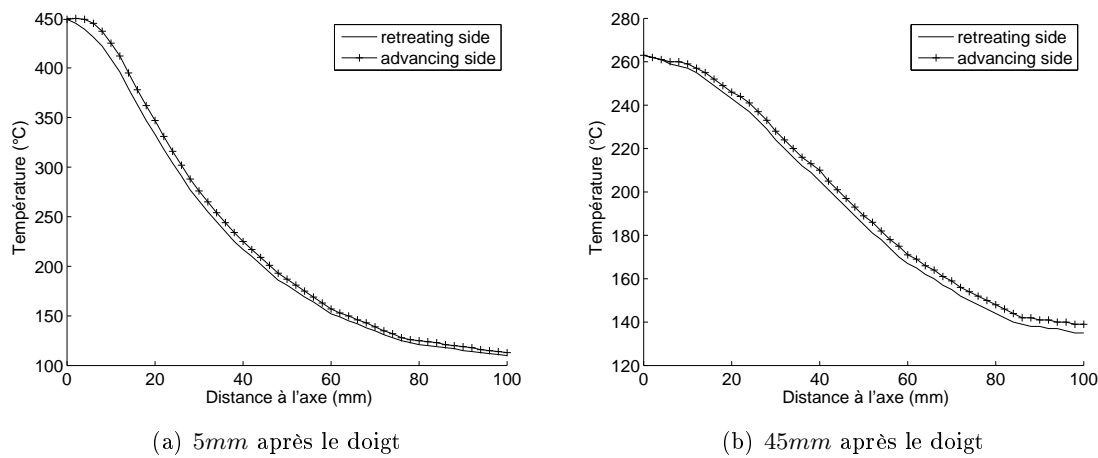 450
400
350
300
250
200
150
100
0
20
40
60
80
100
Température (°C)
Distance à l'axe (mm)
retreating side
advancing side
(a) 5mm après le doigt
280
260
240
220
200
180
160
140
120
0
20
40
60
80
100
Température (°C)
Distance à l'axe (mm)
retreating side
advancing side
(b) 45mm après le doigt